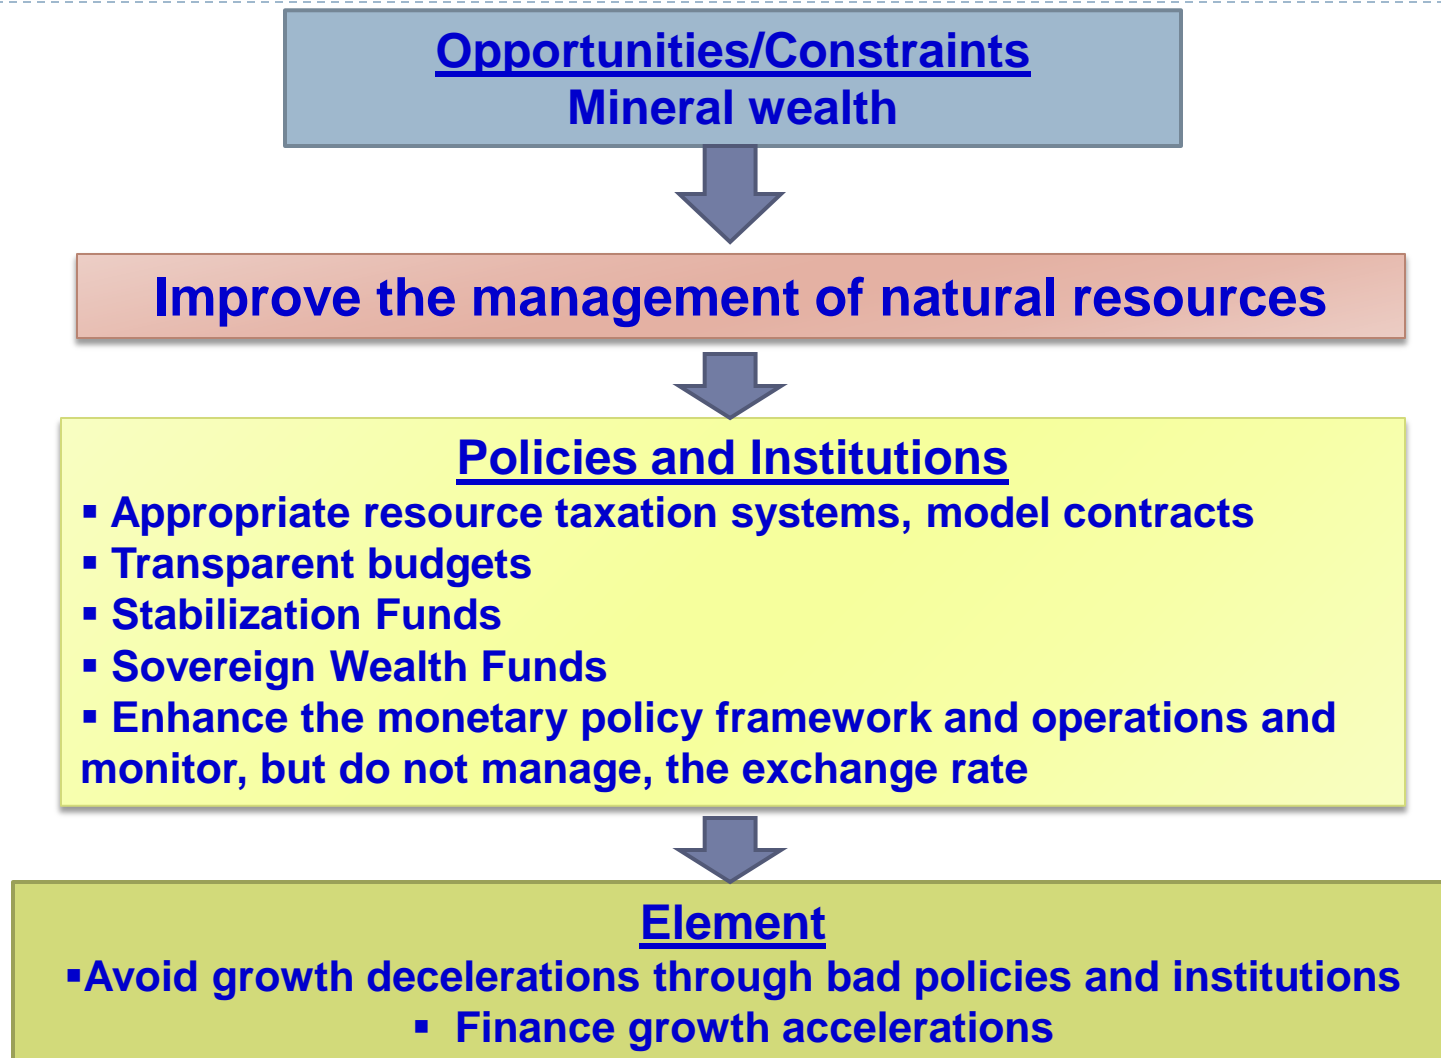 Opportunities/Constraints
Mineral wealth
Improve the management of natural resources
Policies and Institutions
▪ Appropriate resource taxation systems, model contracts
▪ Transparent budgets
▪ Stabilization Funds
▪ Sovereign Wealth Funds
▪ Enhance the monetary policy framework and operations and
monitor, but do not manage, the exchange rate
Element
▪Avoid growth decelerations through bad policies and institutions
▪ Finance growth accelerations